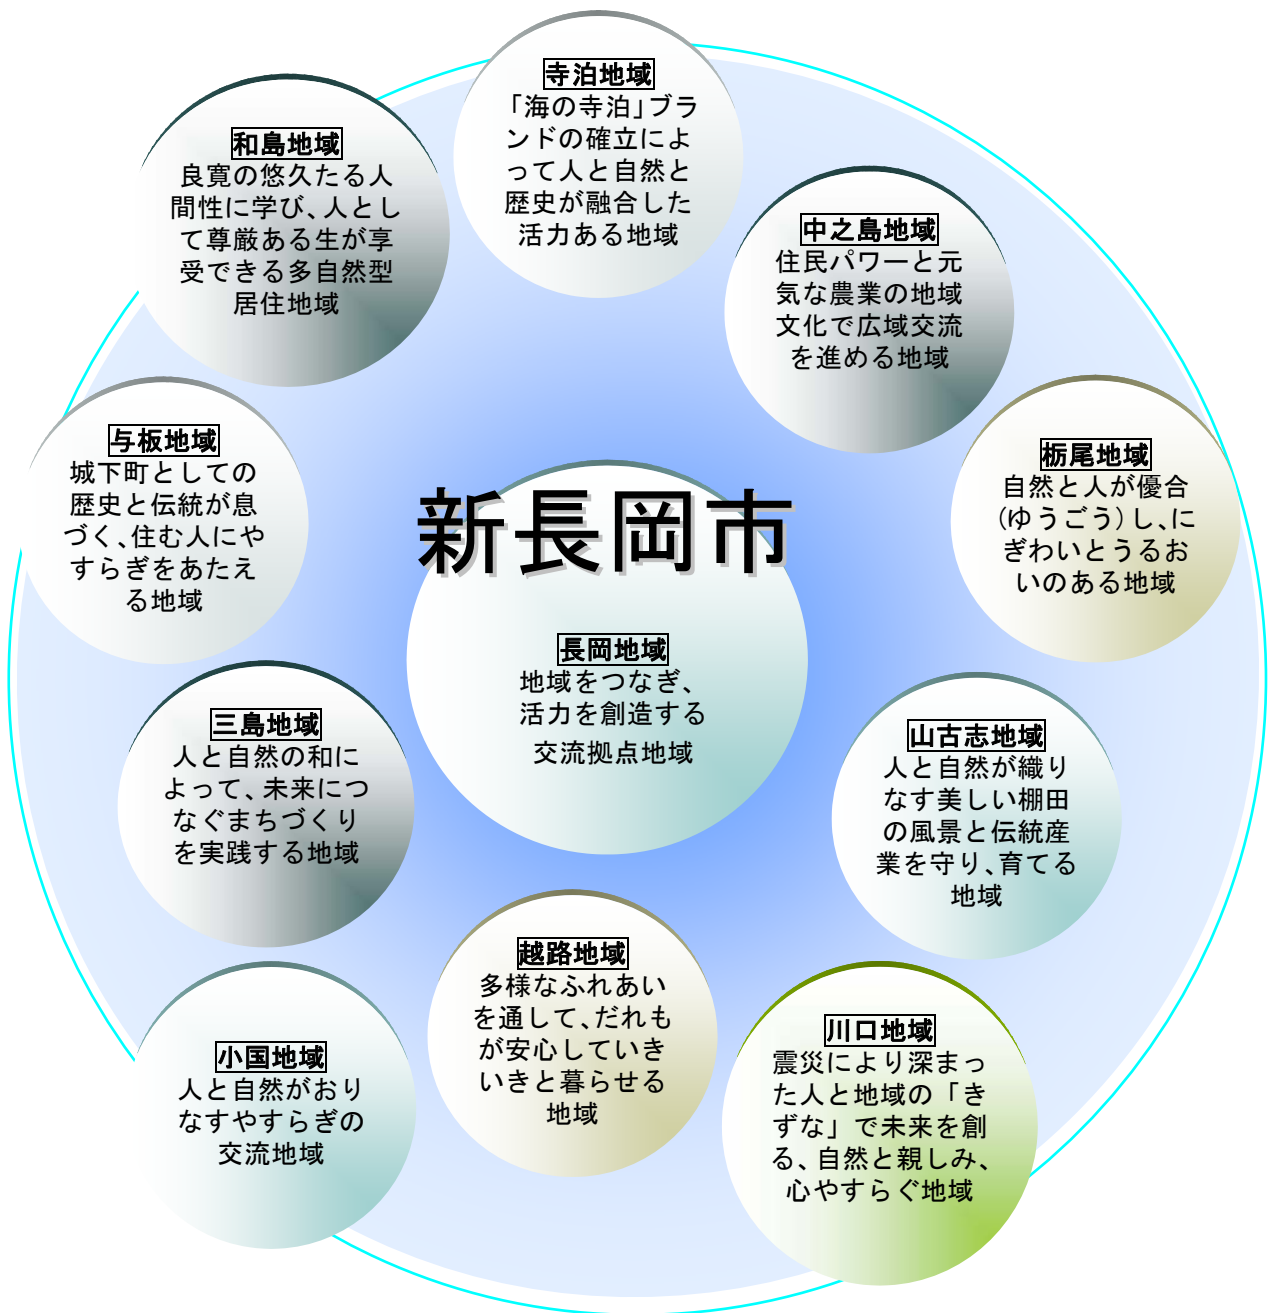 寺泊地域
「海の寺泊」ブラ
ンドの確立によ
って人と自然と
歴史が融合した
活力ある地域
和島地域
良寛の悠久たる人
間性に学び、人とし
て尊厳ある生が享
受できる多自然型
居住地域
中之島地域
住民パワーと元
気な農業の地域
文化で広域交流
を進める地域
与板地域
城下町としての
歴史と伝統が息
づく、住む人にや
すらぎをあたえ
る地域
栃尾地域
自然と人が優合
(ゆうごう)し、に
ぎわいとうるお
いのある地域
新長岡市
長岡地域
地域をつなぎ、
活力を創造する
交流拠点地域
三島地域
人と自然の和に
よって、未来につ
なぐまちづくり
を実践する地域
山古志地域
人と自然が織り
なす美しい棚田
の風景と伝統産
業を守り、育てる
地域
越路地域
多様なふれあい
を通して、だれも
が安心していき
いきと暮らせる
地域
小国地域
人と自然がおり
なすやすらぎの
交流地域
川口地域
震災により深まっ
た人と地域の「き
ずな」で未来を創
る、自然と親しみ、
心やすらぐ地域